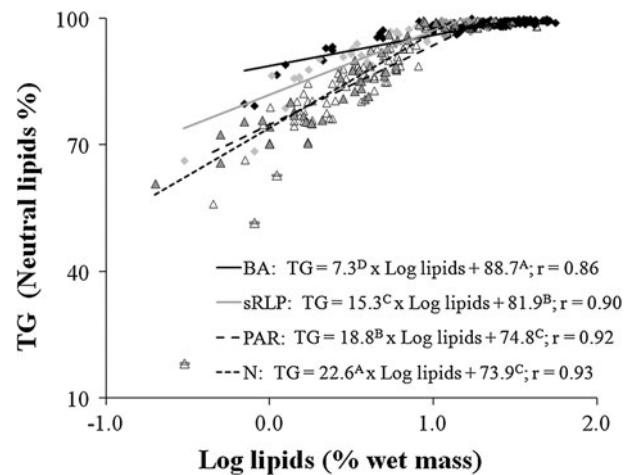 100
70
40
10
TG (Neutral lipids %)
BA: TG = 7.3ᴰ x Log lipids + 88.7ᴬ; r = 0.86
sRLP: TG = 15.3ᶜ x Log lipids + 81.9ᴮ; r = 0.90
PAR: TG = 18.8ᴮ x Log lipids + 74.8ᶜ; r = 0.92
N: TG = 22.6ᴬ x Log lipids + 73.9ᶜ; r = 0.93
-1.0 0.0 1.0 2.0
Log lipids (% wet mass)